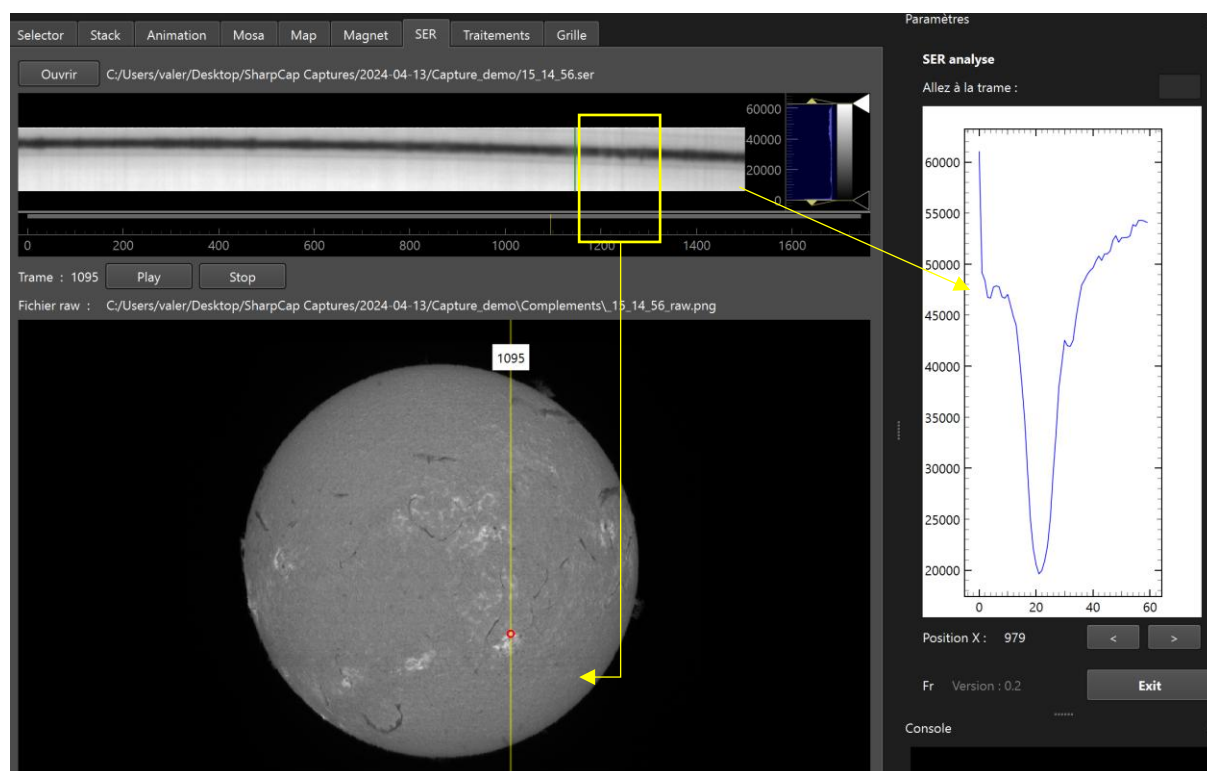 Selector Stack Animation Mosa Map Magnet SER Traitements Grille
Ouvrir C:/Users/valer/Desktop/SharpCap Captures/2024-04-13/Capture_demo/15_14_56.ser
60000
40000
20000
0
0 200 400 600 800 1000 1200 1400 1600
Trame : 1095 Play Stop
Fichier raw : C:/Users/valer/Desktop/SharpCap Captures/2024-04-13/Capture_demo\Complements\_15_14_56_raw.png
1095
Paramètres
SER analyse
Allez à la trame :
60000
55000
50000
45000
40000
35000
30000
25000
20000
0 20 40 60
Position X : 979 < >
Fr Version : 0.2 Exit
Console